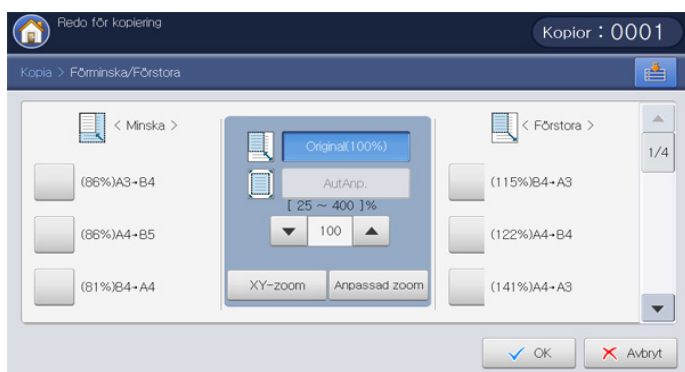 Redo för kopiering
Kopior : 0001
Kopia > Förminska/Förstora
< Minska >
(86%)A3→B4
(86%)A4→B5
(81%)B4→A4
Original(100%)
AutAnp.
[ 25 ~ 400 ]%
100
XY-zoom
Anpassad zoom
< Förstora >
(115%)B4→A3
(122%)A4→B4
(141%)A4→A3
1/4
OK
Avbryt